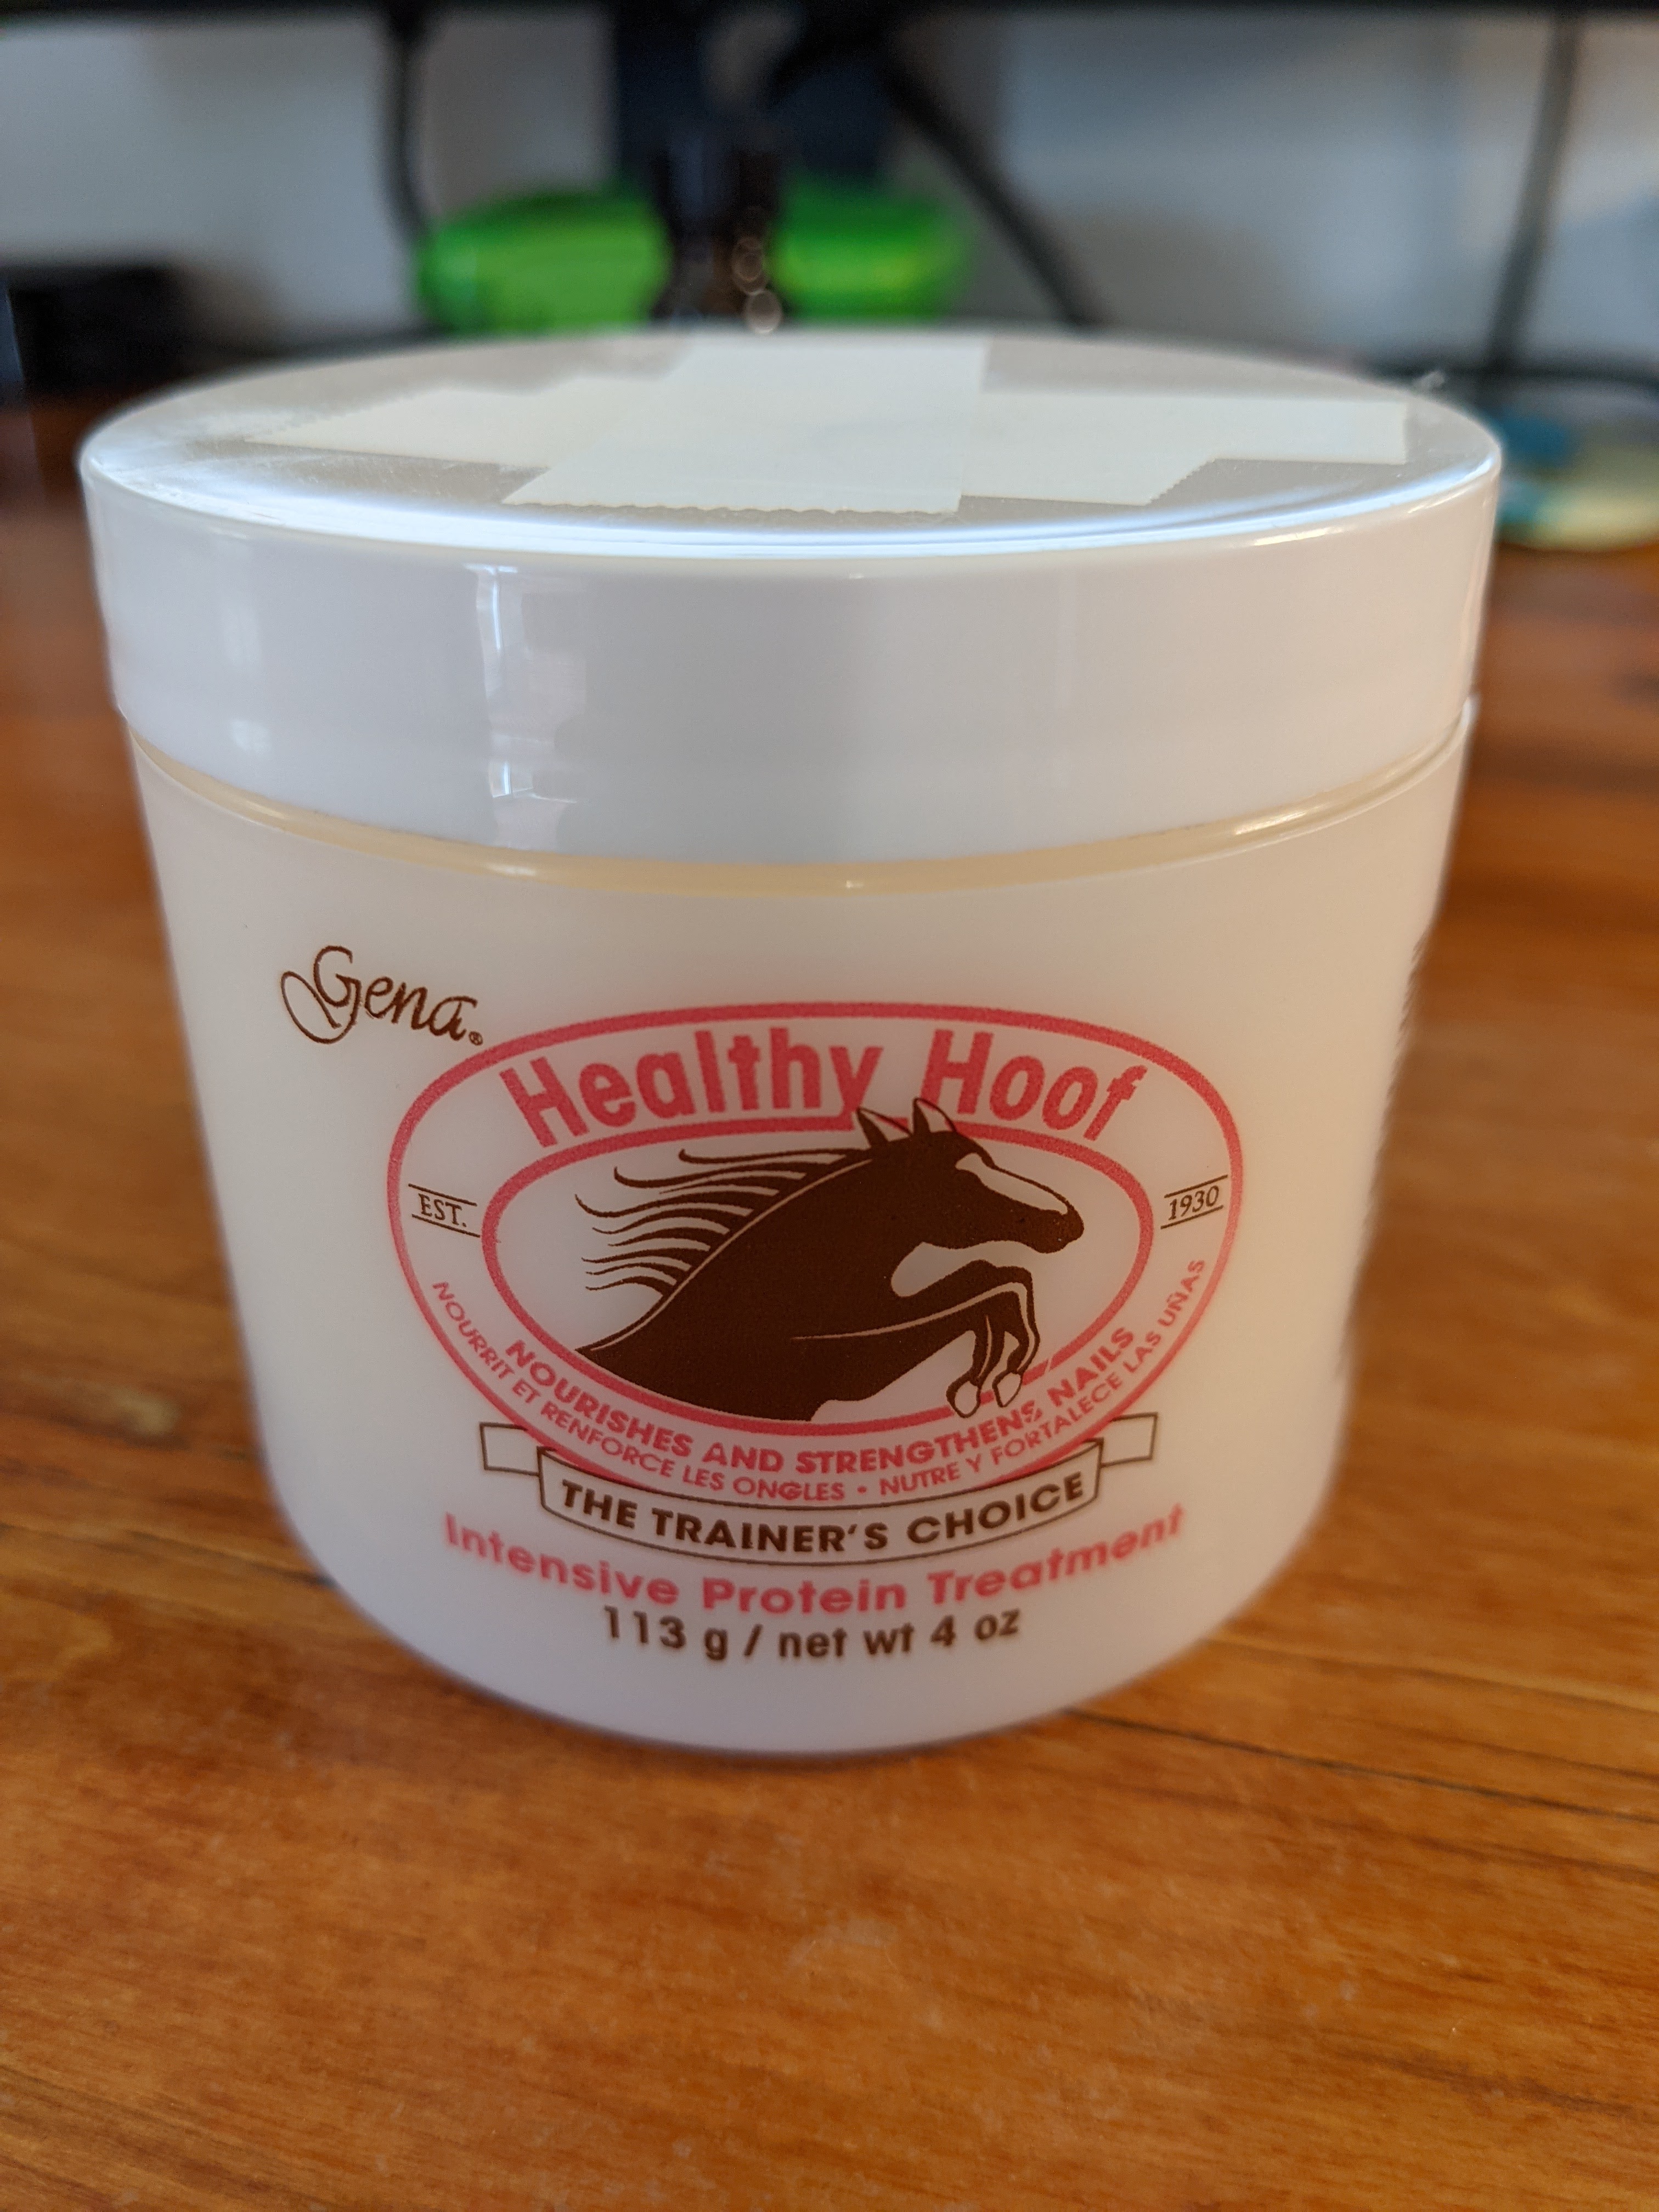 Gena®
Healthy Hoof
EST.
1930
NOURISHES AND STRENGTHENS NAILS
NOURRIT ET RENFORCE LES ONGLES • NUTRE Y FORTALECE LAS UÑAS
THE TRAINER'S CHOICE
Intensive Protein Treatment
113 g / net wt 4 oz